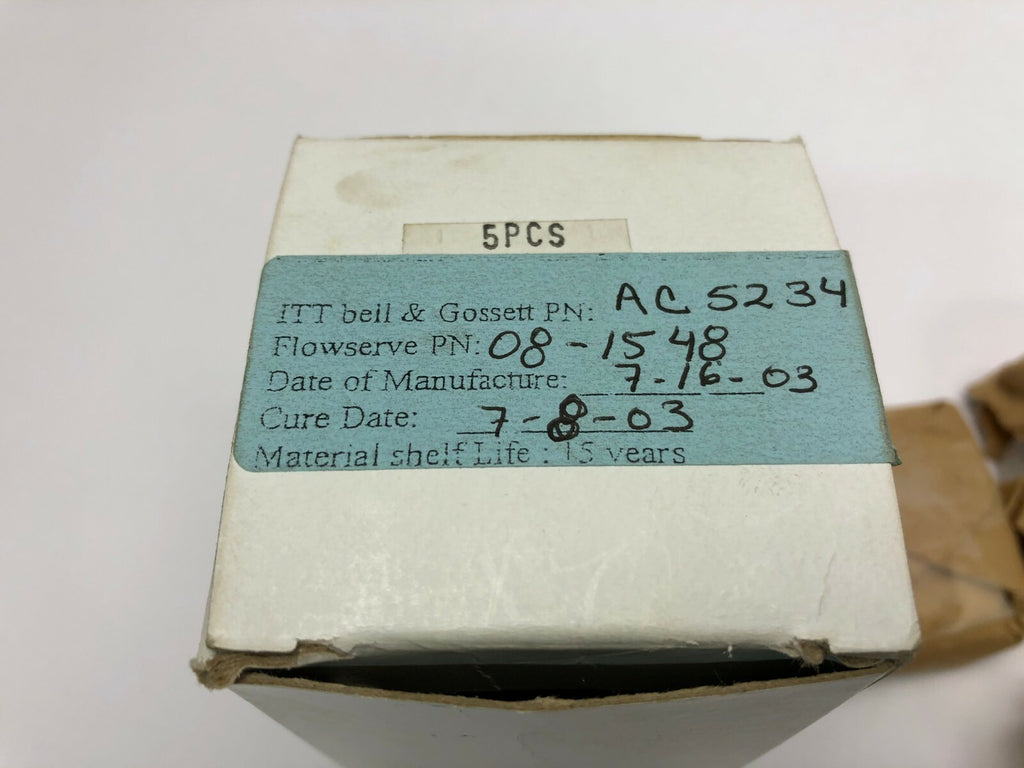 5PCS
ITT bell & Gossett PN: AC 5234
Flowserve PN: 08-1548
Date of Manufacture: 7-16-03
Cure Date: 7-8-03
Material shelf Life : 15 years